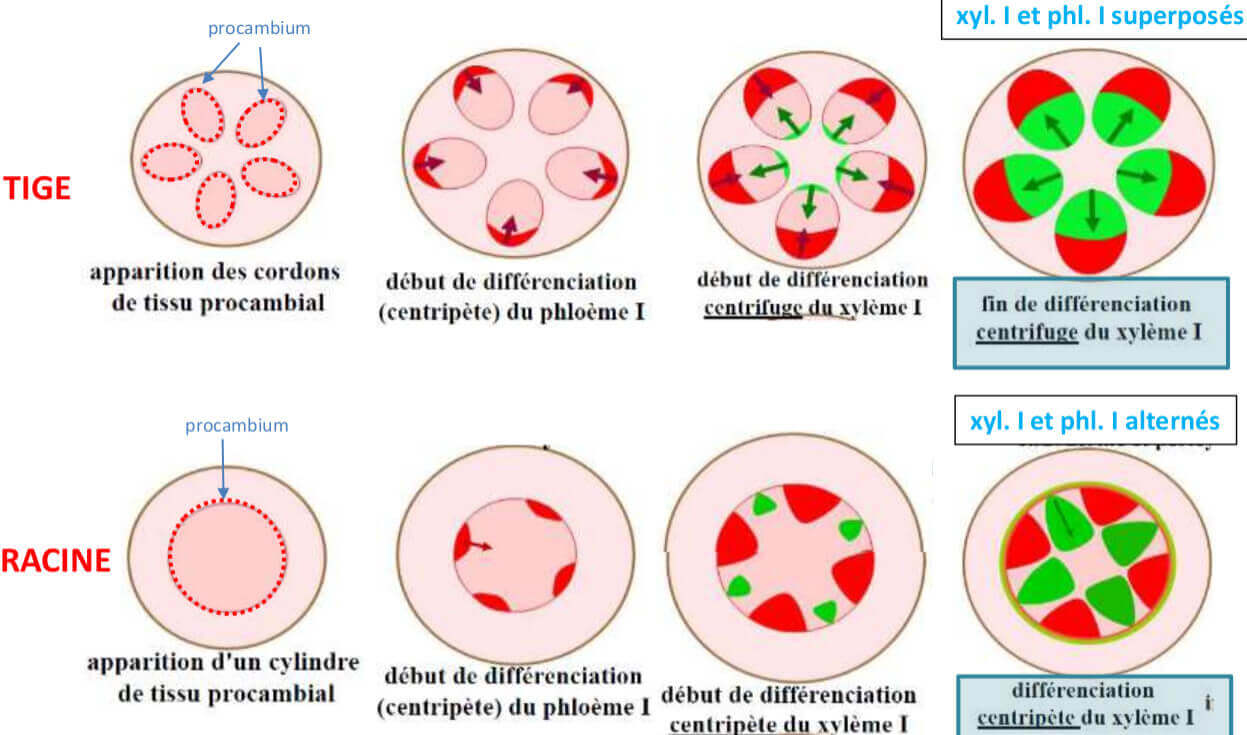 procambium
xyl. I et phl. I superposés
TIGE
apparition des cordons
de tissu procambial
début de différenciation
(centripète) du phloème I
début de différenciation
centrifuge du xylème I
fin de différenciation
centrifuge du xylème I
procambium
xyl. I et phl. I alternés
RACINE
apparition d'un cylindre
de tissu procambial
début de différenciation
(centripète) du phloème I
début de différenciation
centripète du xylème I
différenciation
centripète du xylème I